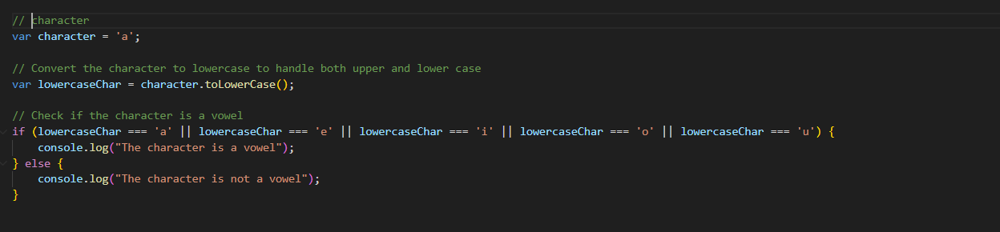 // character
var character = 'a';
// Convert the character to lowercase to handle both upper and lower case
var lowercaseChar = character.toLowerCase();
// Check if the character is a vowel
if (lowercaseChar === 'a' || lowercaseChar === 'e' || lowercaseChar === 'i' || lowercaseChar === 'o' || lowercaseChar === 'u') {
    console.log("The character is a vowel");
} else {
    console.log("The character is not a vowel");
}